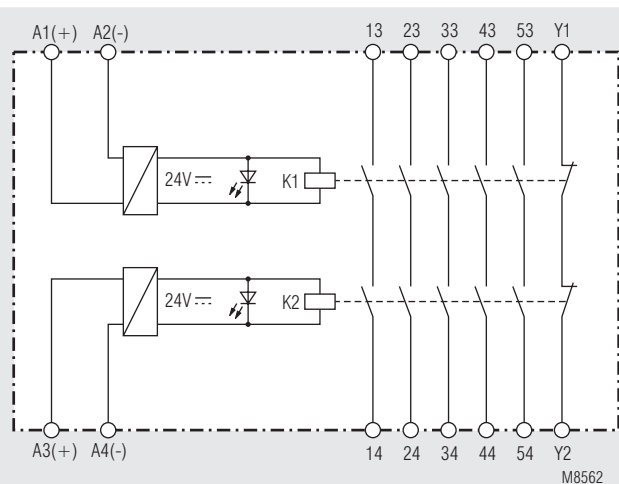 A1(+) A2(-) 13 23 33 43 53 Y1
24V K1
24V K2
A3(+) A4(-) 14 24 34 44 54 Y2
M8562